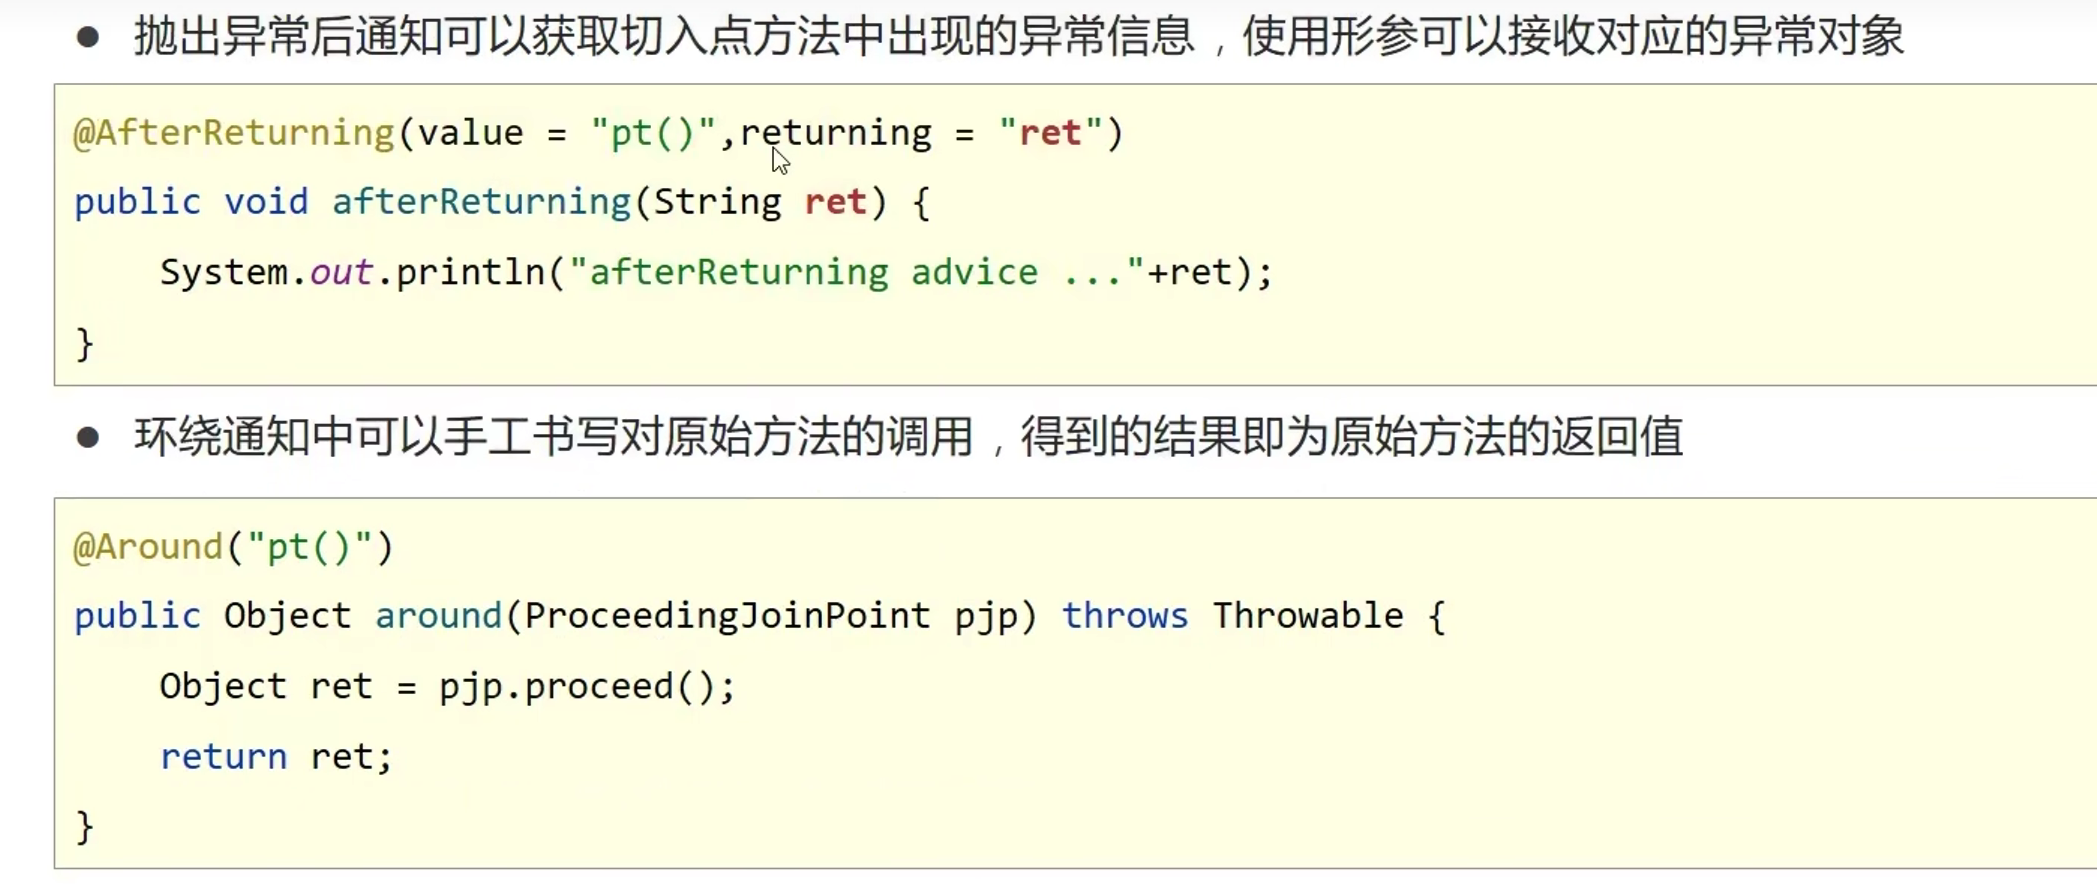 ● 抛出异常后通知可以获取切入点方法中出现的异常信息，使用形参可以接收对应的异常对象
@AfterReturning(value = "pt()",returning = "ret")
public void afterReturning(String ret) {
    System.out.println("afterReturning advice ..."+ret);
}
● 环绕通知中可以手工书写对原始方法的调用，得到的结果即为原始方法的返回值
@Around("pt()")
public Object around(ProceedingJoinPoint pjp) throws Throwable {
    Object ret = pjp.proceed();
    return ret;
}